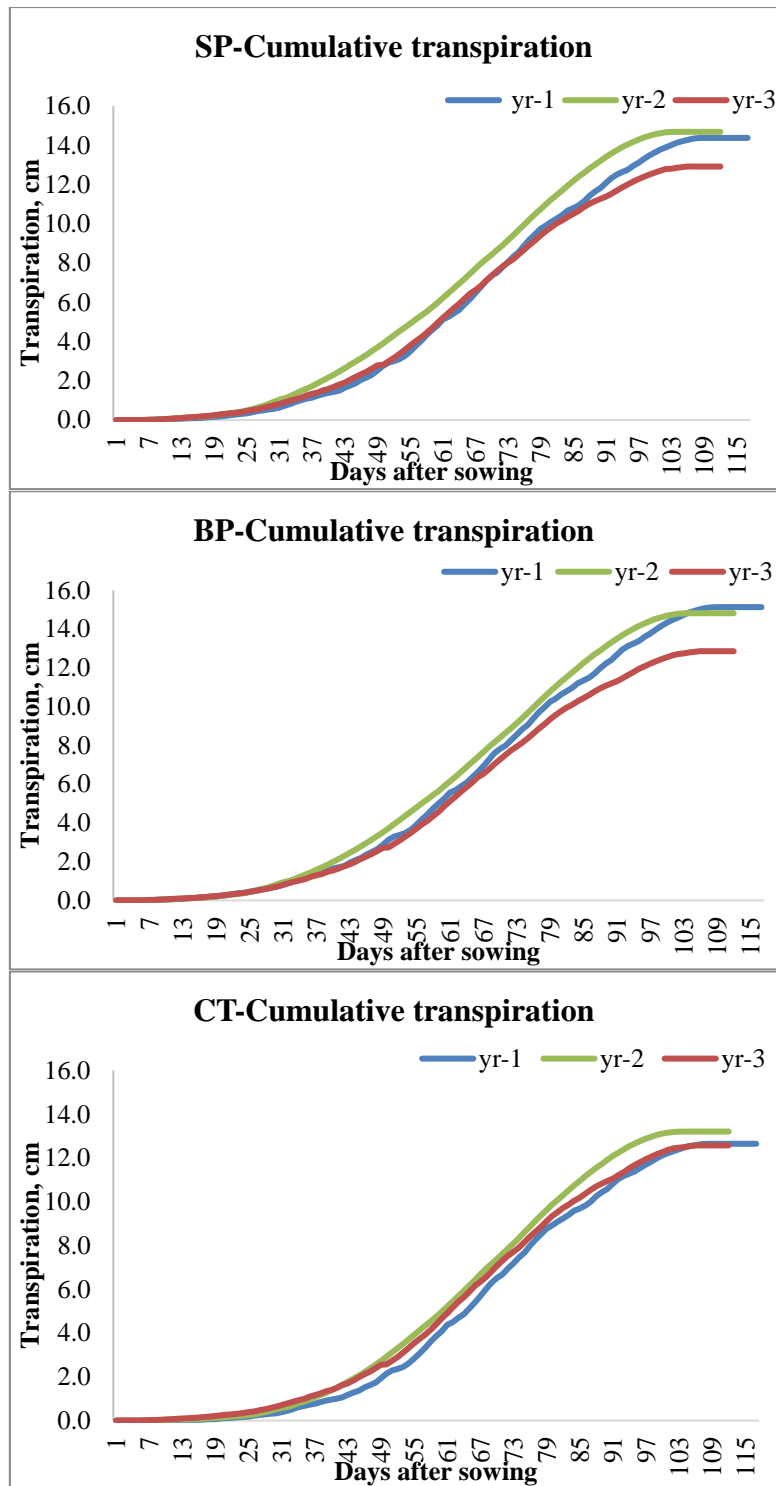 SP-Cumulative transpiration
yr-1 yr-2 yr-3
Transpiration, cm
16.0
14.0
12.0
10.0
8.0
6.0
4.0
2.0
0.0
1 7 13 19 25 31 37 43 49 55 61 67 73 79 85 91 97 103 109 115
Days after sowing
BP-Cumulative transpiration
yr-1 yr-2 yr-3
Transpiration, cm
16.0
14.0
12.0
10.0
8.0
6.0
4.0
2.0
0.0
1 7 13 19 25 31 37 43 49 55 61 67 73 79 85 91 97 103 109 115
Days after sowing
CT-Cumulative transpiration
yr-1 yr-2 yr-3
Transpiration, cm
16.0
14.0
12.0
10.0
8.0
6.0
4.0
2.0
0.0
1 7 13 19 25 31 37 43 49 55 61 67 73 79 85 91 97 103 109 115
Days after sowing